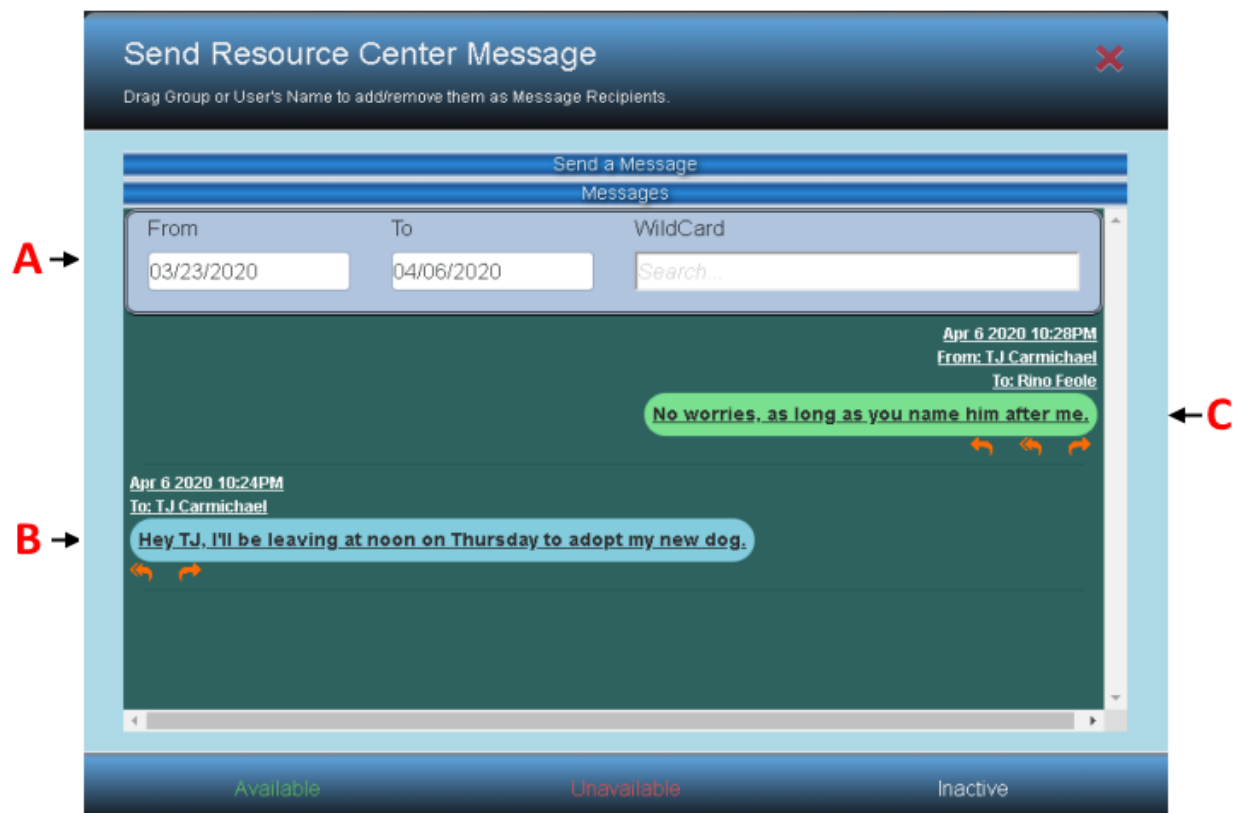 Send Resource Center Message
Drag Group or User's Name to add/remove them as Message Recipients.
Send a Message
Messages
From To WildCard
A
03/23/2020 04/06/2020 Search...
Apr 6 2020 10:28PM
From: TJ Carmichael
To: Rino Feole
No worries, as long as you name him after me.
C
Apr 6 2020 10:24PM
To: TJ Carmichael
B
Hey TJ, I'll be leaving at noon on Thursday to adopt my new dog.
Available Unavailable Inactive